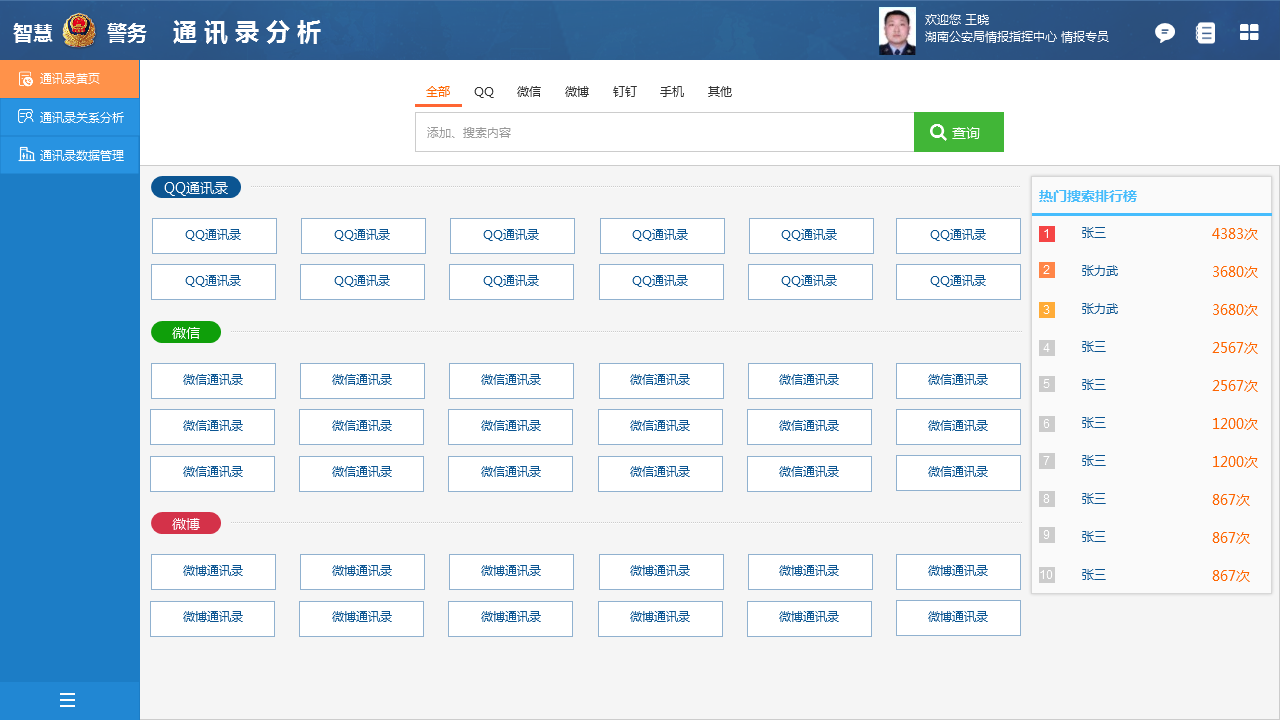 智慧 警务 通讯录分析
欢迎您 王晓
湖南公安局情报指挥中心 情报专员
通讯录黄页
通讯录关系分析
通讯录数据管理
全部 QQ 微信 微博 钉钉 手机 其他
添加、搜索内容 查询
QQ通讯录
QQ通讯录 QQ通讯录 QQ通讯录 QQ通讯录 QQ通讯录 QQ通讯录
QQ通讯录 QQ通讯录 QQ通讯录 QQ通讯录 QQ通讯录 QQ通讯录
微信
微信通讯录 微信通讯录 微信通讯录 微信通讯录 微信通讯录 微信通讯录
微信通讯录 微信通讯录 微信通讯录 微信通讯录 微信通讯录 微信通讯录
微信通讯录 微信通讯录 微信通讯录 微信通讯录 微信通讯录 微信通讯录
微博
微博通讯录 微博通讯录 微博通讯录 微博通讯录 微博通讯录 微博通讯录
微博通讯录 微博通讯录 微博通讯录 微博通讯录 微博通讯录 微博通讯录
热门搜索排行榜
1 张三 4383次
2 张力武 3680次
3 张力武 3680次
4 张三 2567次
5 张三 2567次
6 张三 1200次
7 张三 1200次
8 张三 867次
9 张三 867次
10 张三 867次